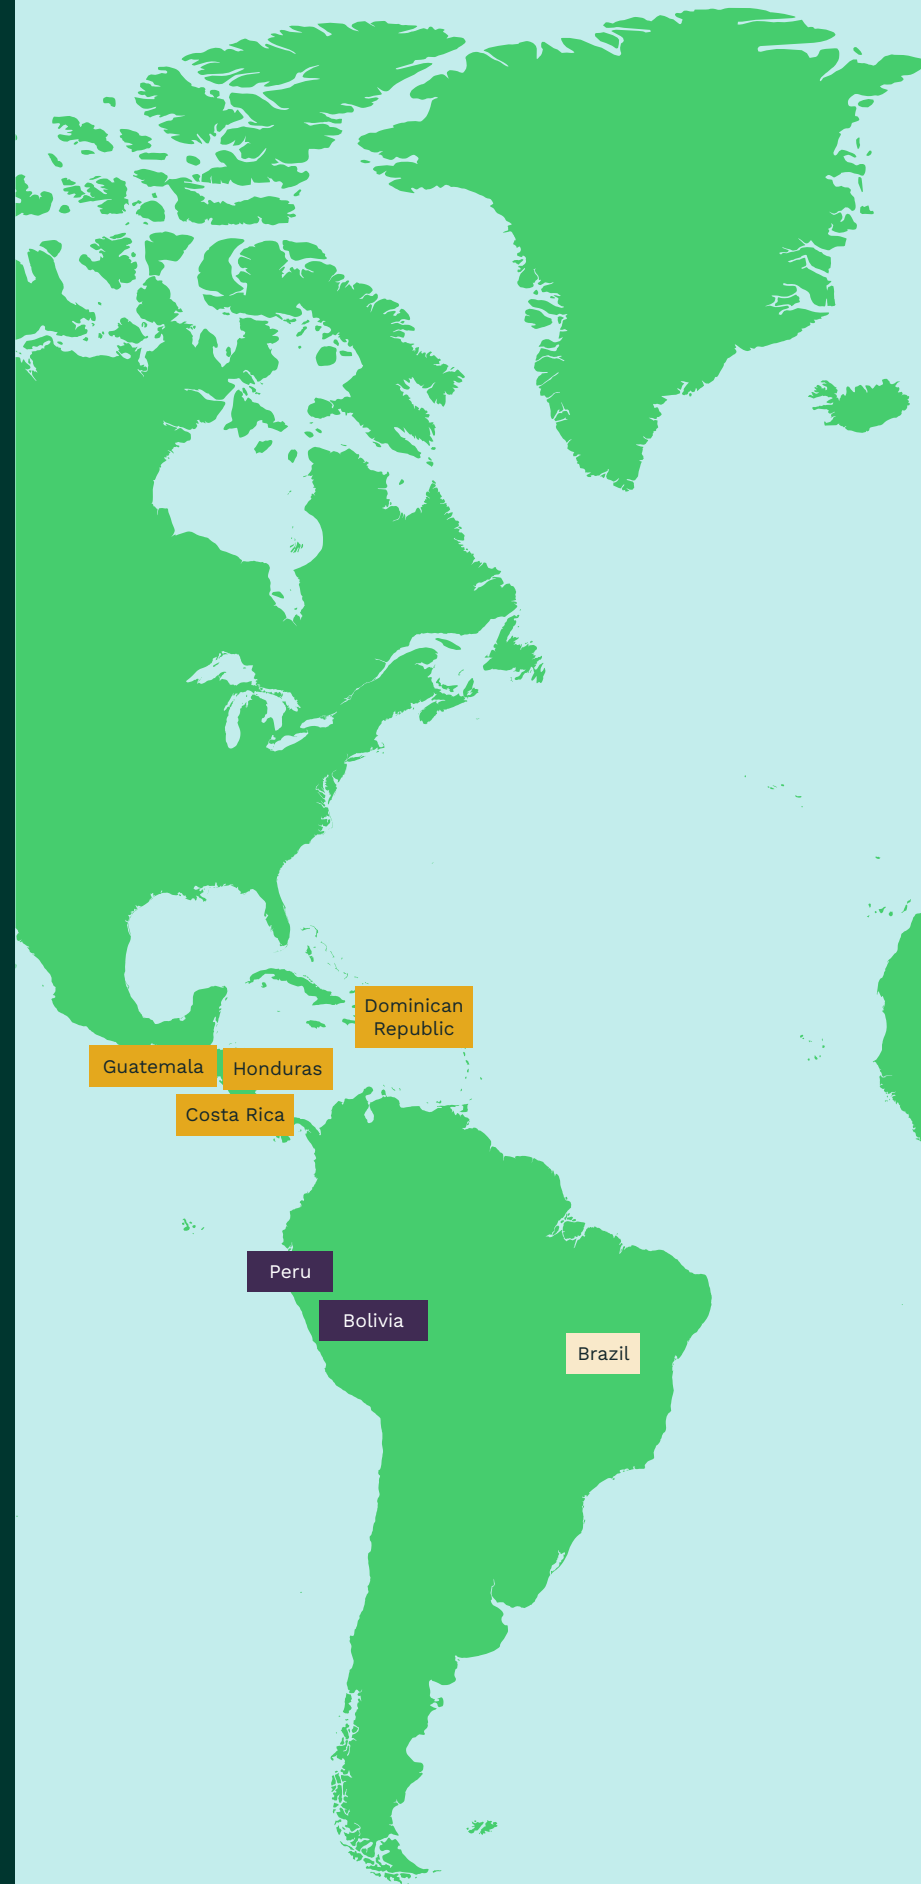 Dominican
Republic
Guatemala
Honduras
Costa Rica
Peru
Bolivia
Brazil